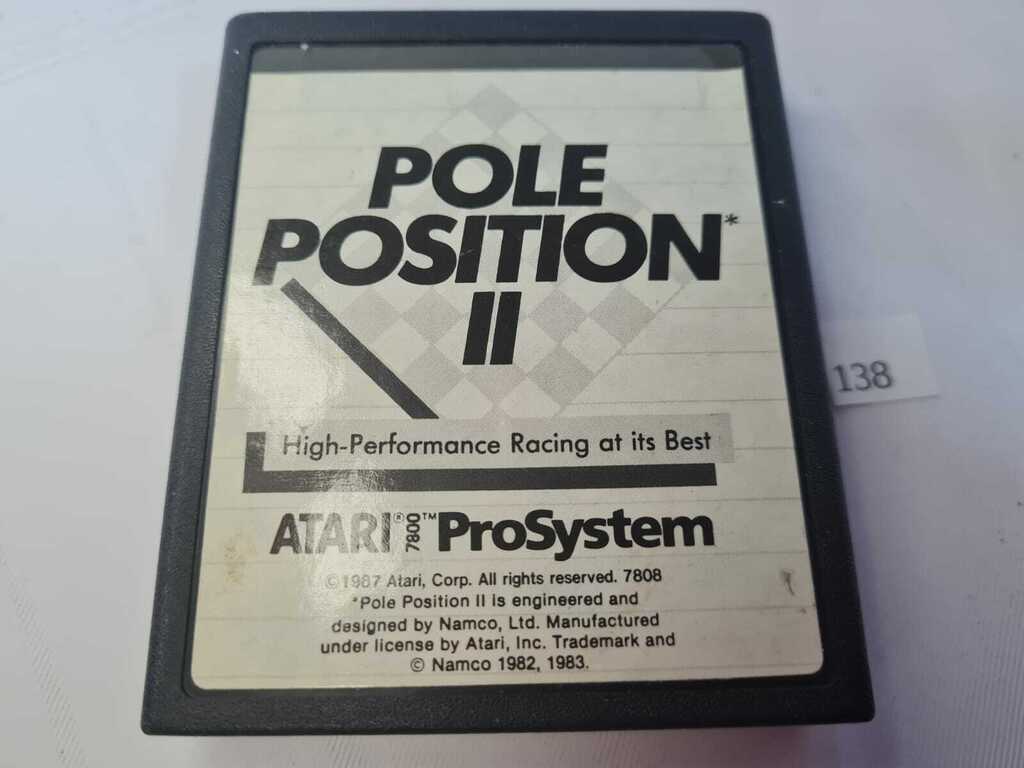 POLE
POSITION*
II
High-Performance Racing at its Best
ATARI® 7800™ ProSystem
©1987 Atari, Corp. All rights reserved. 7808
*Pole Position II is engineered and
designed by Namco, Ltd. Manufactured
under license by Atari, Inc. Trademark and
© Namco 1982, 1983.
138